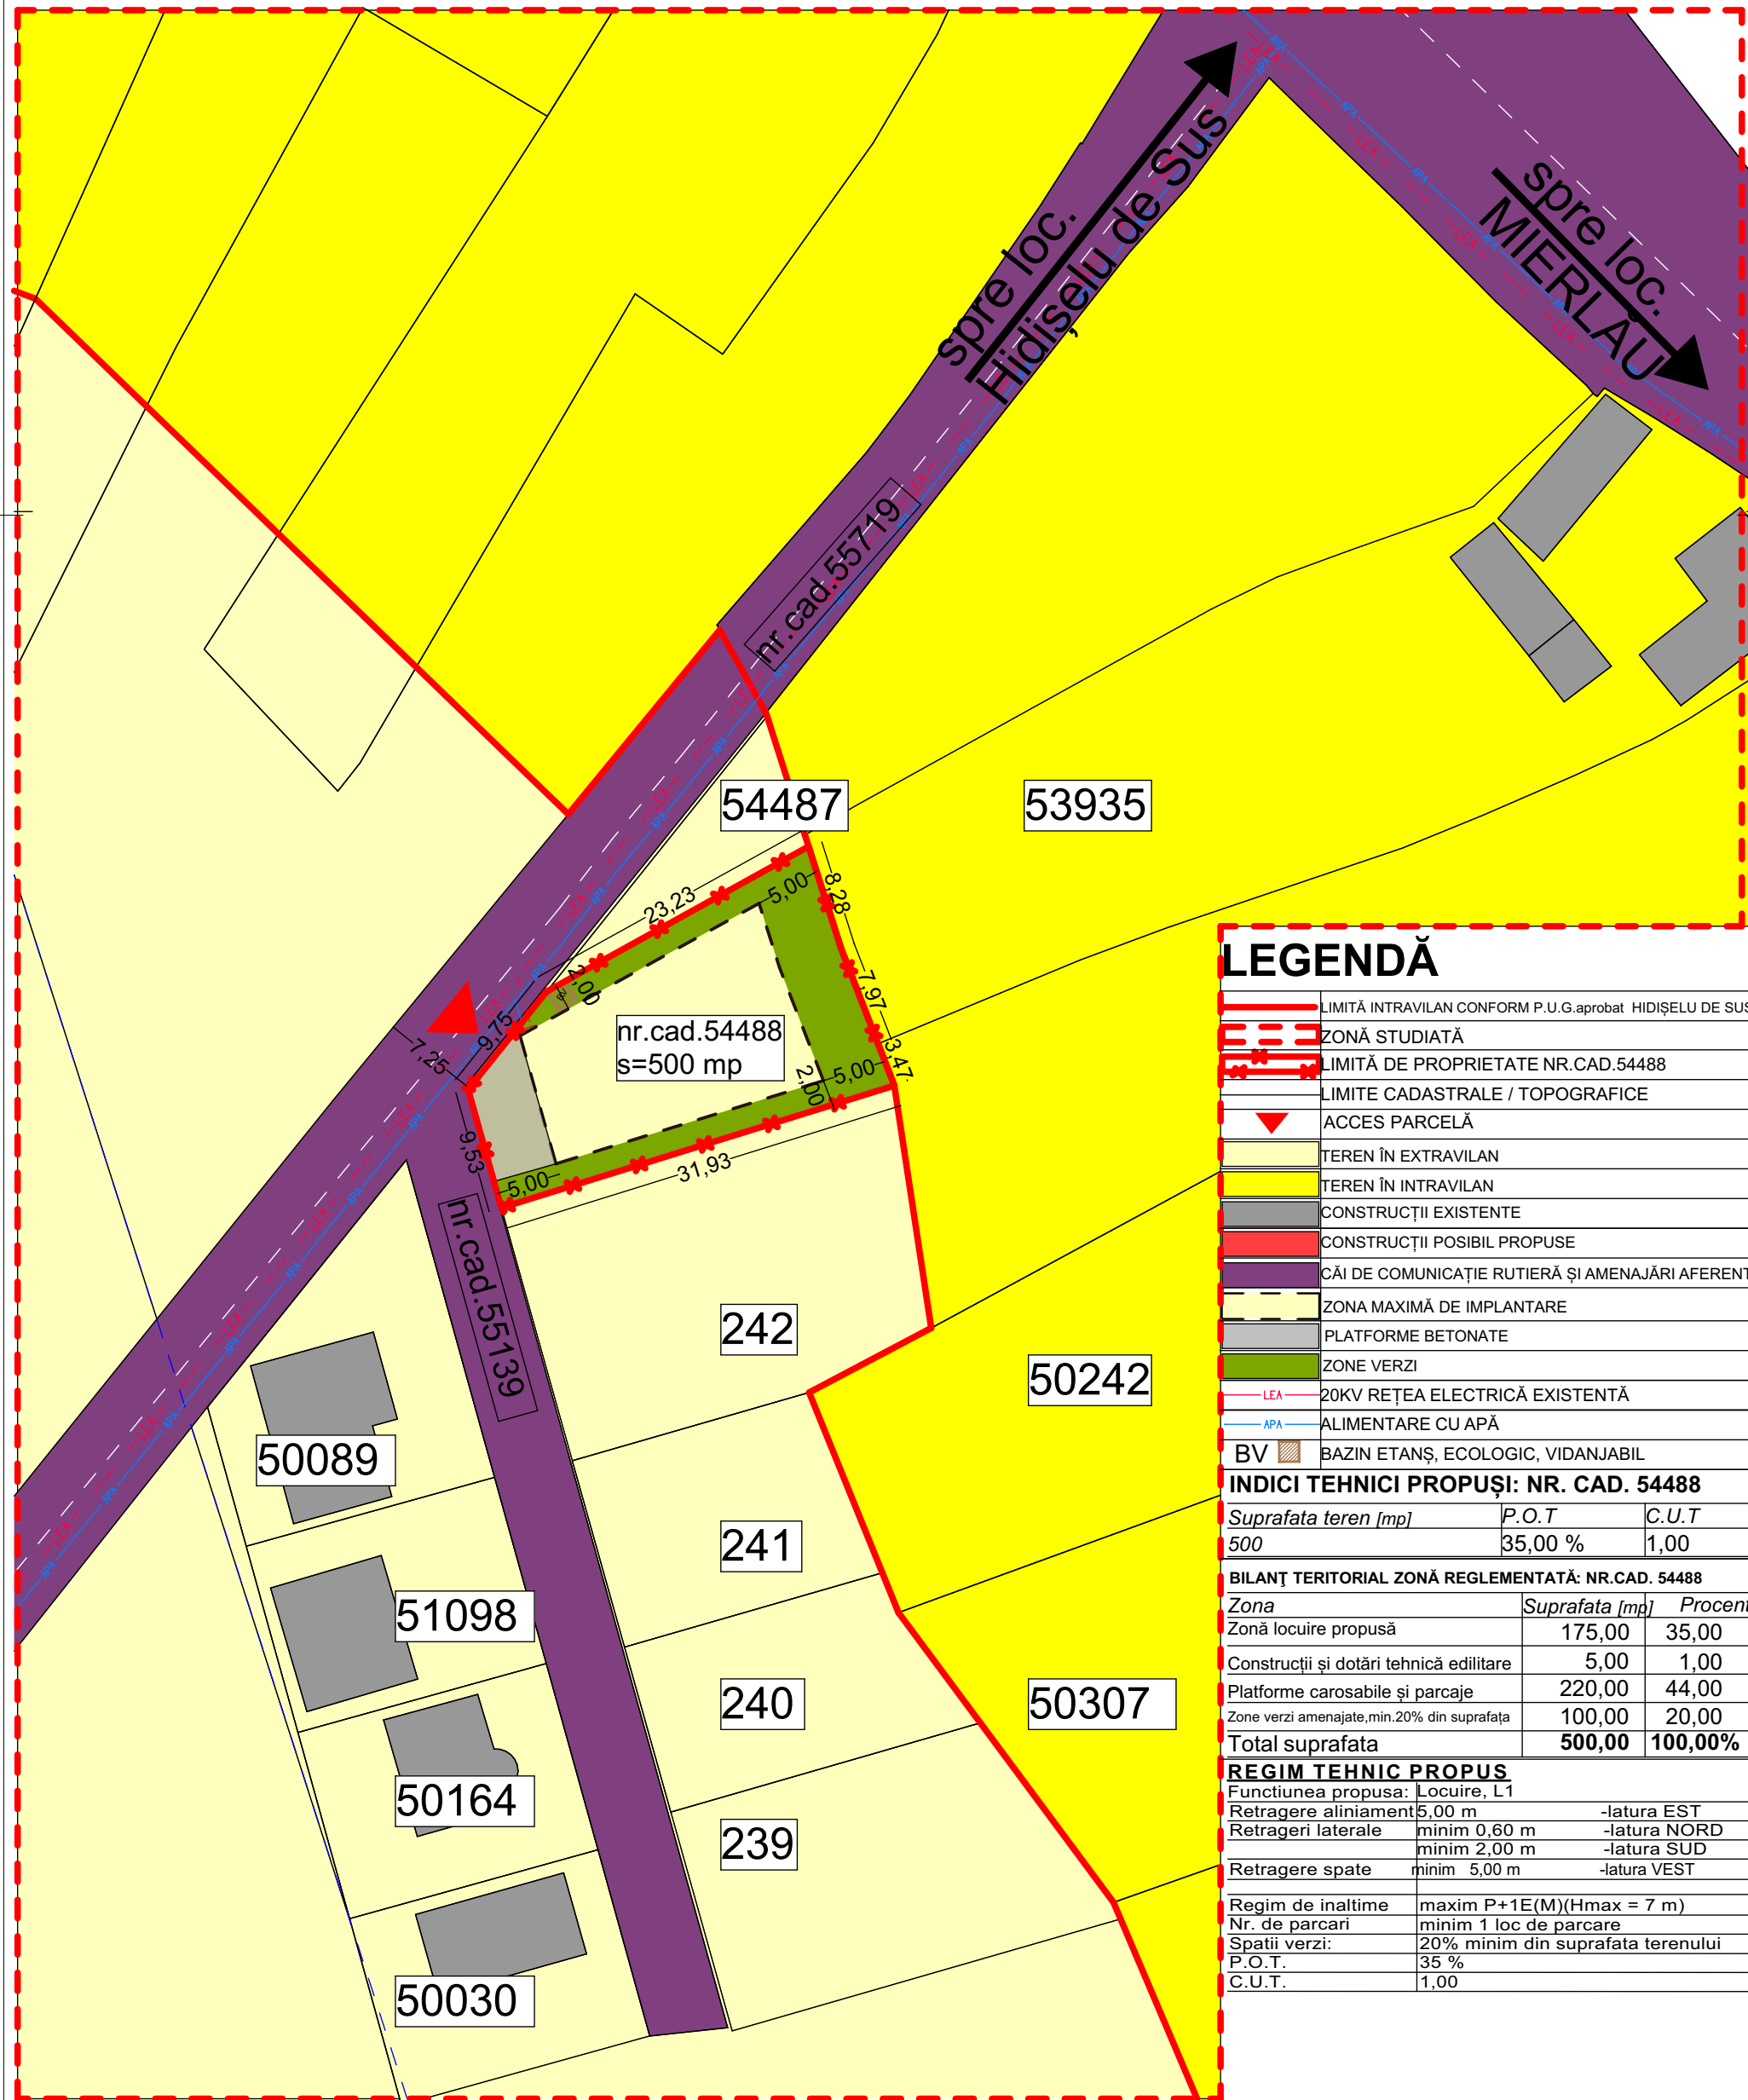 spre loc.
Hidișelu de Sus
spre loc.
MIERLĂU
nr.cad.55719
54487
53935
23,23
5,00
8,28
7,97
3,47
2,00
BV
9,75
7,25
nr.cad.54488
s=500 mp
2,00
5,00
9,53
5,00
31,93
nr.cad.55139
242
50242
50089
241
51098
240
50307
50164
239
50030
LEA
APA
LEGENDĂ
LIMITĂ INTRAVILAN CONFORM P.U.G.aprobat HIDIȘELU DE SUS
ZONĂ STUDIATĂ
LIMITĂ DE PROPRIETATE NR.CAD.54488
LIMITE CADASTRALE / TOPOGRAFICE
ACCES PARCELĂ
TEREN ÎN EXTRAVILAN
TEREN ÎN INTRAVILAN
CONSTRUCȚII EXISTENTE
CONSTRUCȚII POSIBIL PROPUSE
CĂI DE COMUNICAȚIE RUTIERĂ ȘI AMENAJĂRI AFERENT
ZONA MAXIMĂ DE IMPLANTARE
PLATFORME BETONATE
ZONE VERZI
LEA 20KV REȚEA ELECTRICĂ EXISTENTĂ
APA ALIMENTARE CU APĂ
BV BAZIN ETANȘ, ECOLOGIC, VIDANJABIL
INDICI TEHNICI PROPUȘI: NR. CAD. 54488
Suprafata teren [mp] P.O.T C.U.T
500 35,00 % 1,00
BILANȚ TERITORIAL ZONĂ REGLEMENTATĂ: NR.CAD. 54488
Zona Suprafata [mp] Procent
Zonă locuire propusă 175,00 35,00
Construcții și dotări tehnică edilitare 5,00 1,00
Platforme carosabile și parcaje 220,00 44,00
Zone verzi amenajate,min.20% din suprafața 100,00 20,00
Total suprafata 500,00 100,00%
REGIM TEHNIC PROPUS
Functiunea propusa: Locuire, L1
Retragere aliniament 5,00 m -latura EST
Retrageri laterale minim 0,60 m -latura NORD
minim 2,00 m -latura SUD
Retragere spate minim 5,00 m -latura VEST
Regim de inaltime maxim P+1E(M)(Hmax = 7 m)
Nr. de parcari minim 1 loc de parcare
Spatii verzi: 20% minim din suprafata terenului
P.O.T. 35 %
C.U.T. 1,00